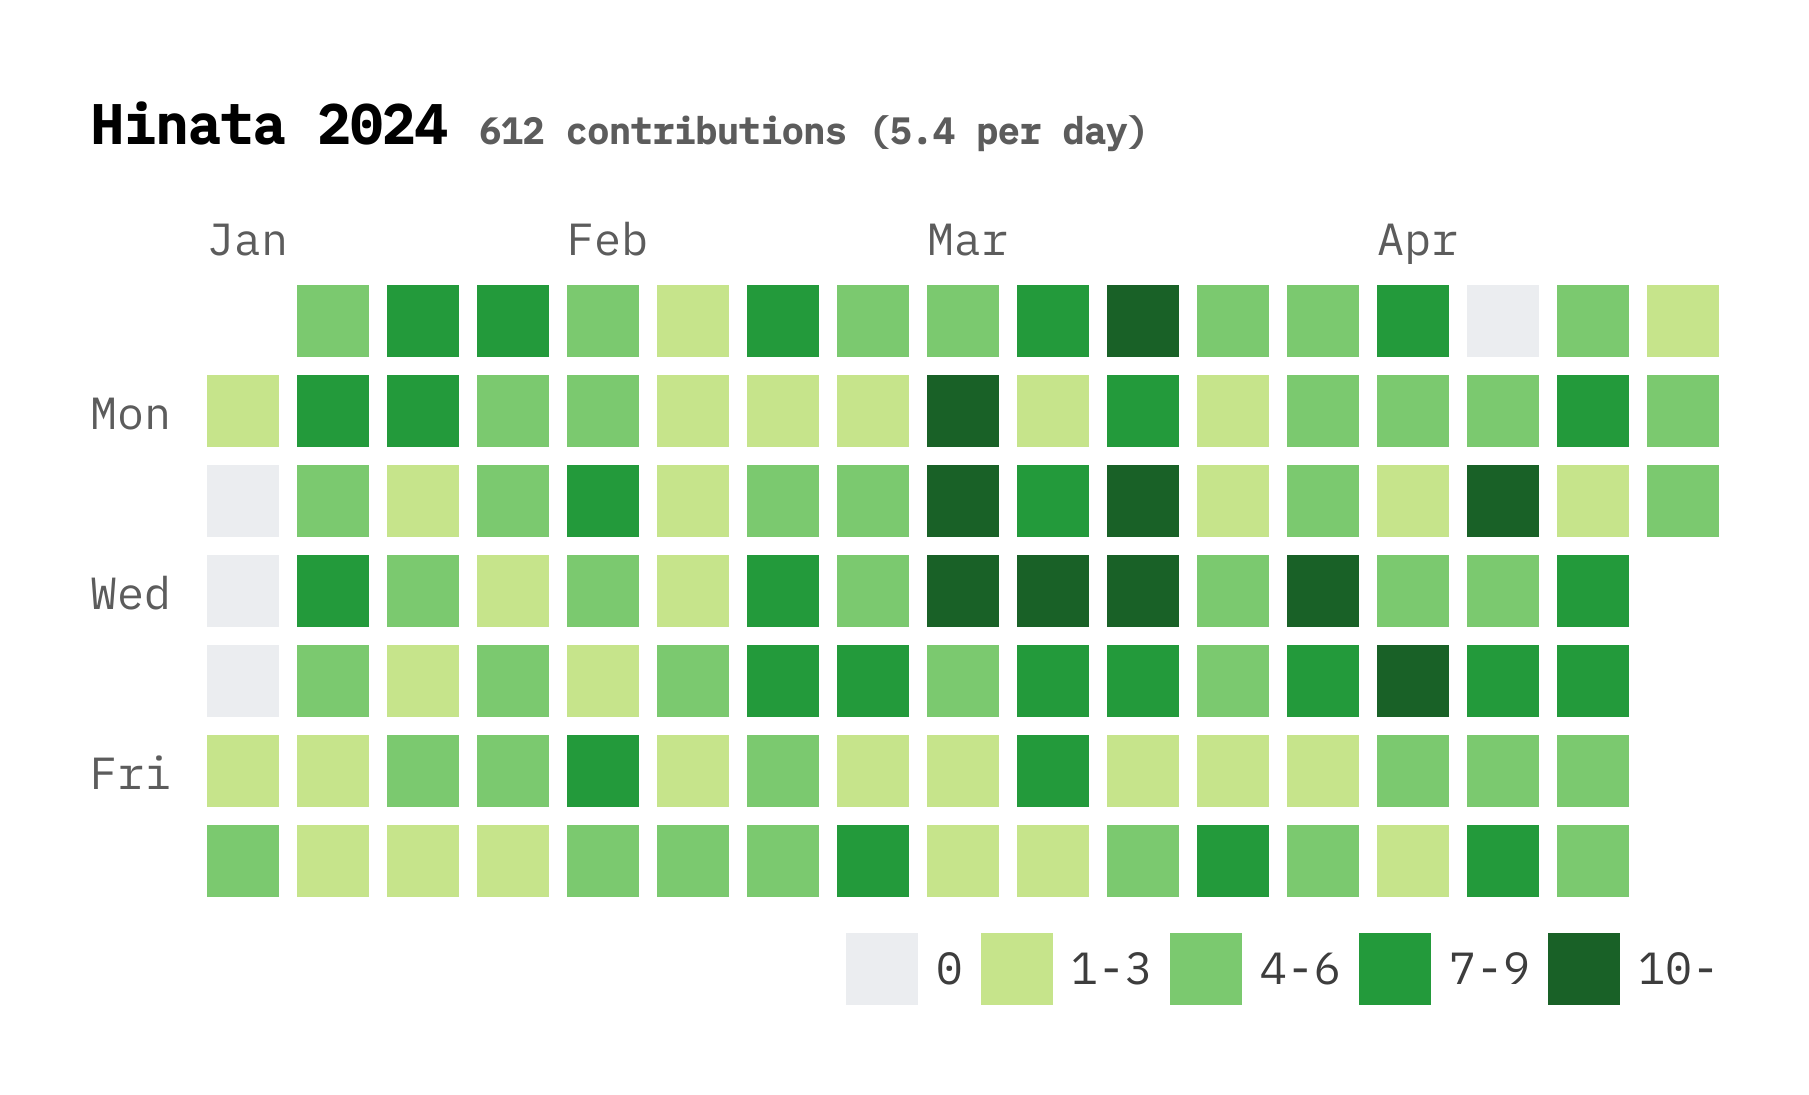 Hinata 2024 612 contributions (5.4 per day)
Jan Feb Mar Apr
Mon
Wed
Fri
0 1-3 4-6 7-9 10-